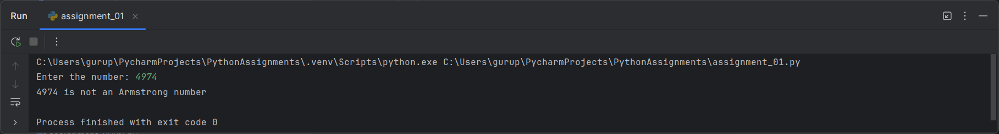 Run assignment_01
C:\Users\gurup\PycharmProjects\PythonAssignments\.venv\Scripts\python.exe C:\Users\gurup\PycharmProjects\PythonAssignments\assignment_01.py
Enter the number: 4974
4974 is not an Armstrong number
Process finished with exit code 0